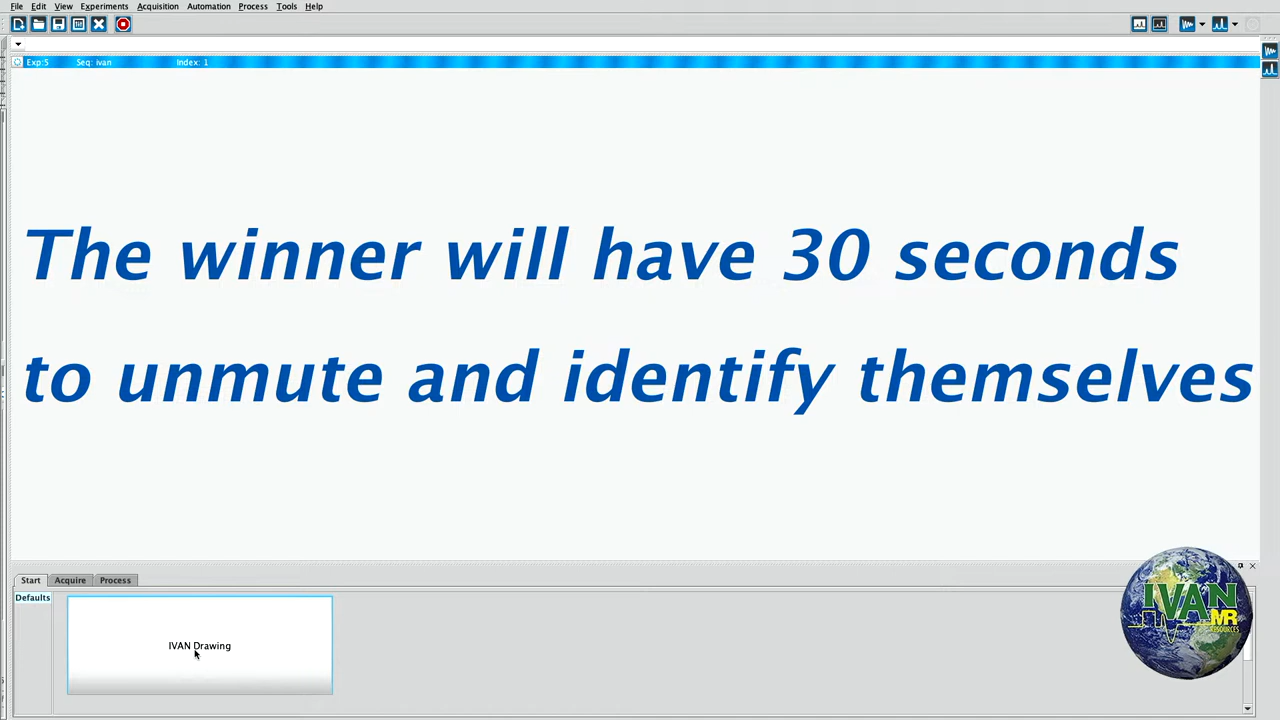 File Edit View Experiments Acquisition Automation Process Tools Help
Exp:5 Seq: ivan Index: 1
The winner will have 30 seconds
to unmute and identify themselves
Start Acquire Process
Defaults
IVAN Drawing
IVAN
MR
RESOURCES